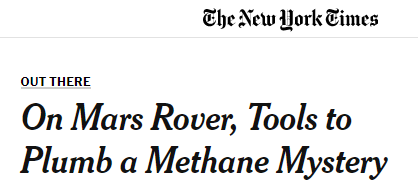 The New York Times
OUT THERE
On Mars Rover, Tools to
Plumb a Methane Mystery